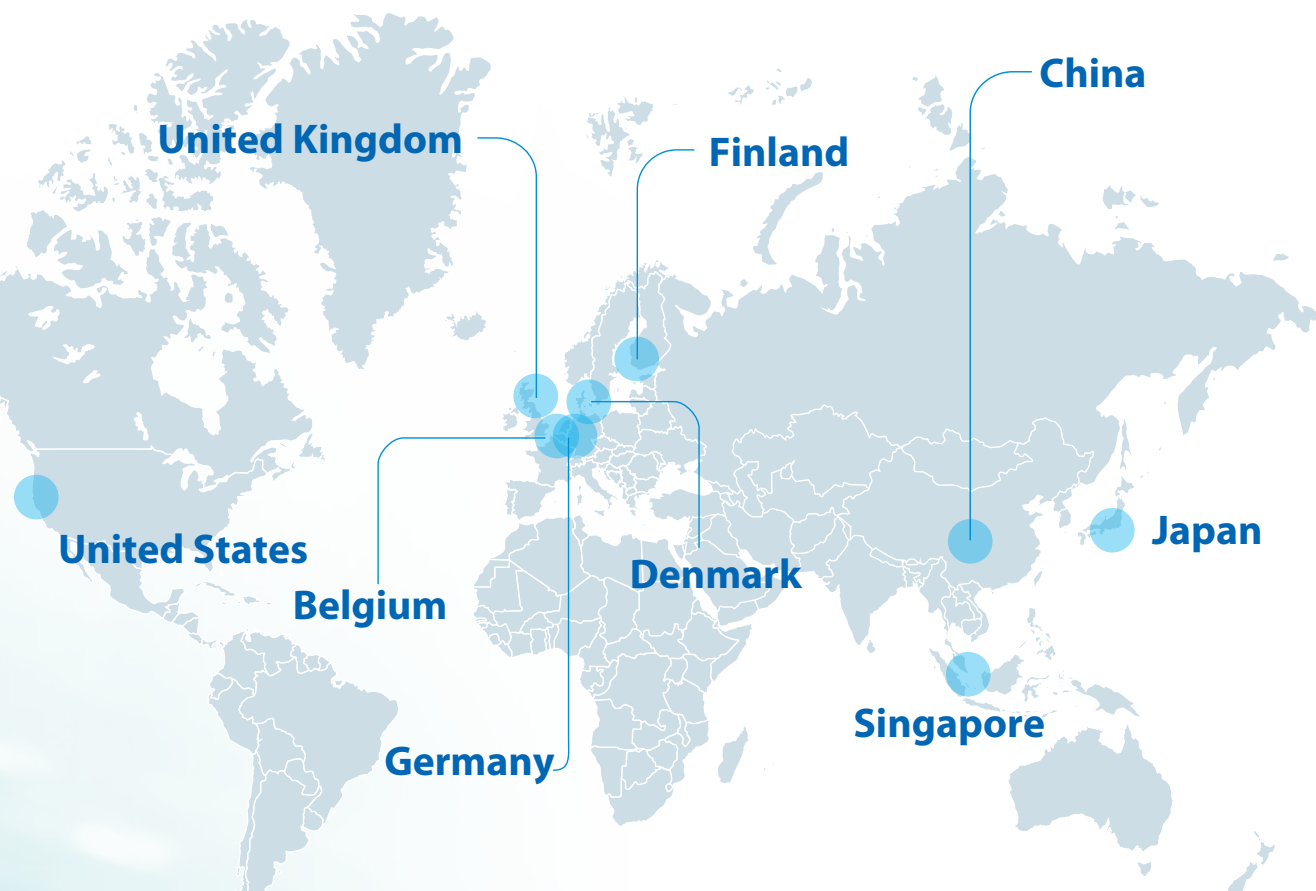 China
United Kingdom
Finland
Japan
United States
Denmark
Belgium
Singapore
Germany